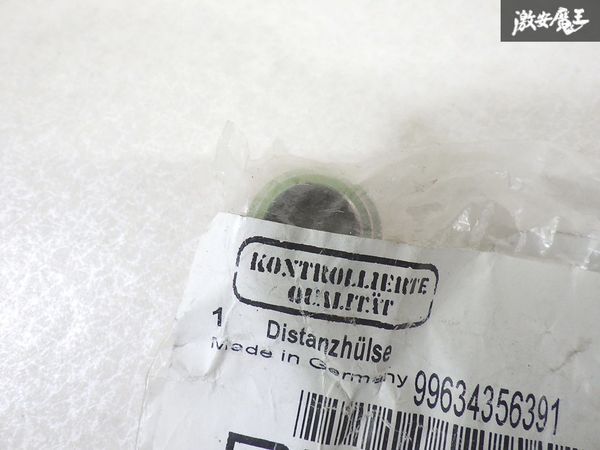 激安魔王
KONTROLLIERTE
QUALITÄT
1 Distanzhülse
Made in Germany 99634356391